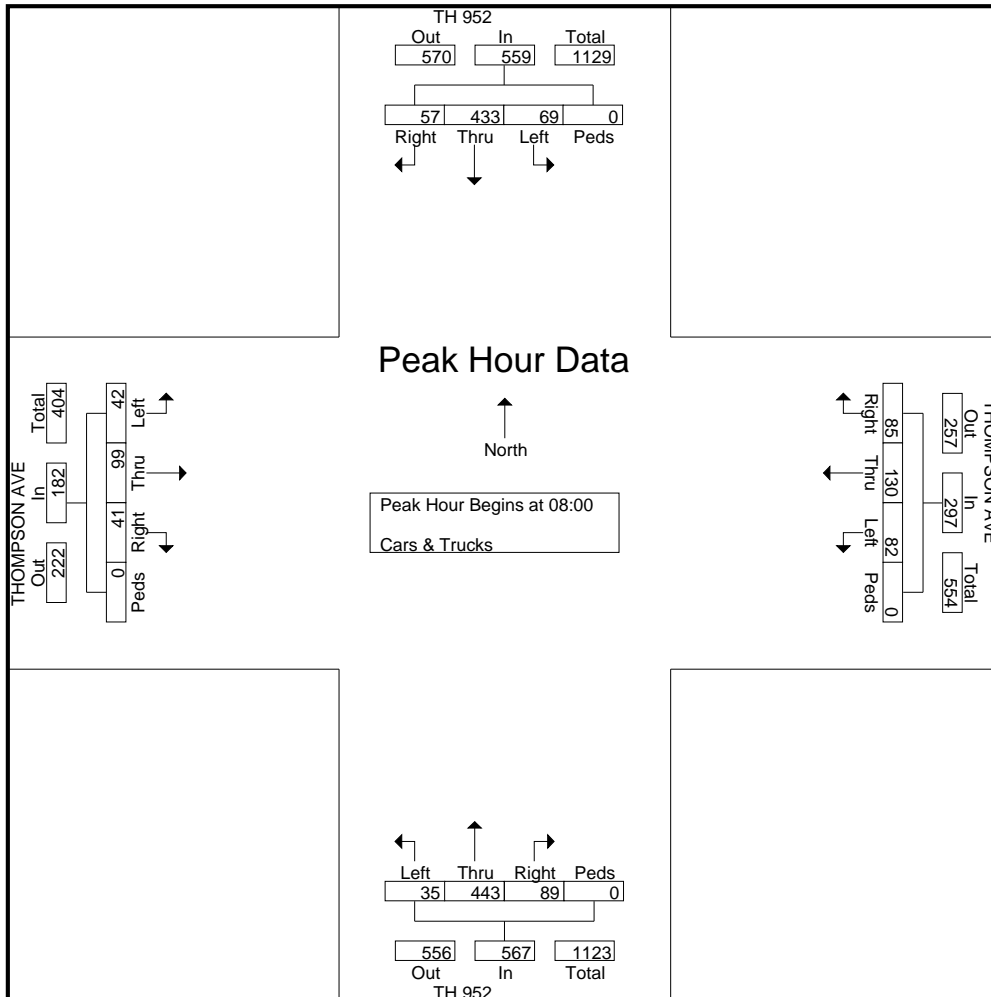 TH 952
Out In Total
570 559 1129
57 433 69 0
Right Thru Left Peds
Peak Hour Data
North
Peak Hour Begins at 08:00
Cars & Trucks
THOMPSON AVE
Out In Total
222 182 404
42 99 41 0
Left Thru Right Peds
THOMPSON AVE
Out In Total
257 297 554
85 130 82 0
Right Thru Left Peds
Left Thru Right Peds
35 443 89 0
556 567 1123
Out In Total
TH 952